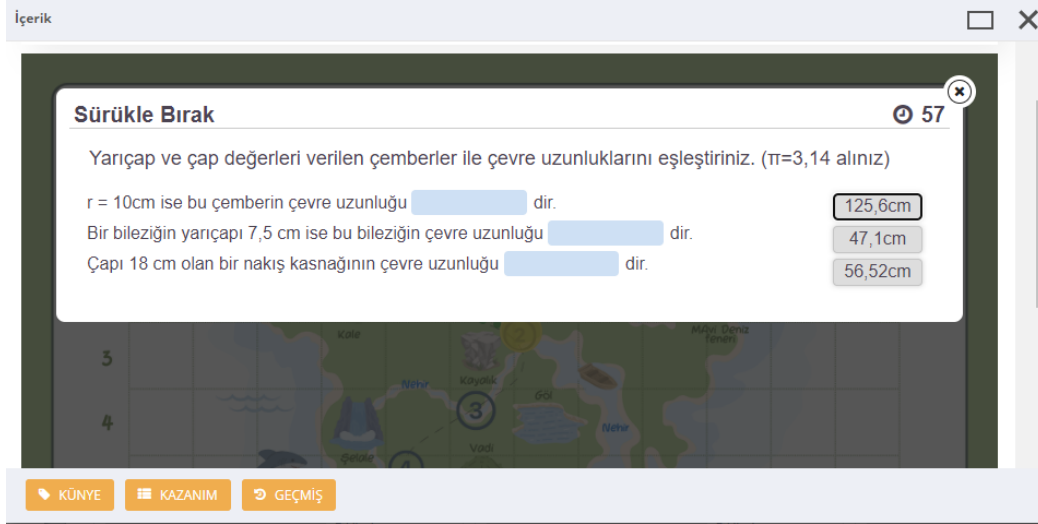 İçerik
Sürükle Bırak
57
Yarıçap ve çap değerleri verilen çemberler ile çevre uzunluklarını eşleştiriniz. (π=3,14 alınız)
r = 10cm ise bu çemberin çevre uzunluğu dir.
125,6cm
Bir bileziğin yarıçapı 7,5 cm ise bu bileziğin çevre uzunluğu dir.
47,1cm
Çapı 18 cm olan bir nakış kasnağının çevre uzunluğu dir.
56,52cm
Kale
2
MAvi Deniz
feneri
3
Nehir
Kayalık
Göl
3
4
Nehir
Vadi
Şelale
4
KÜNYE
KAZANIM
GEÇMİŞ